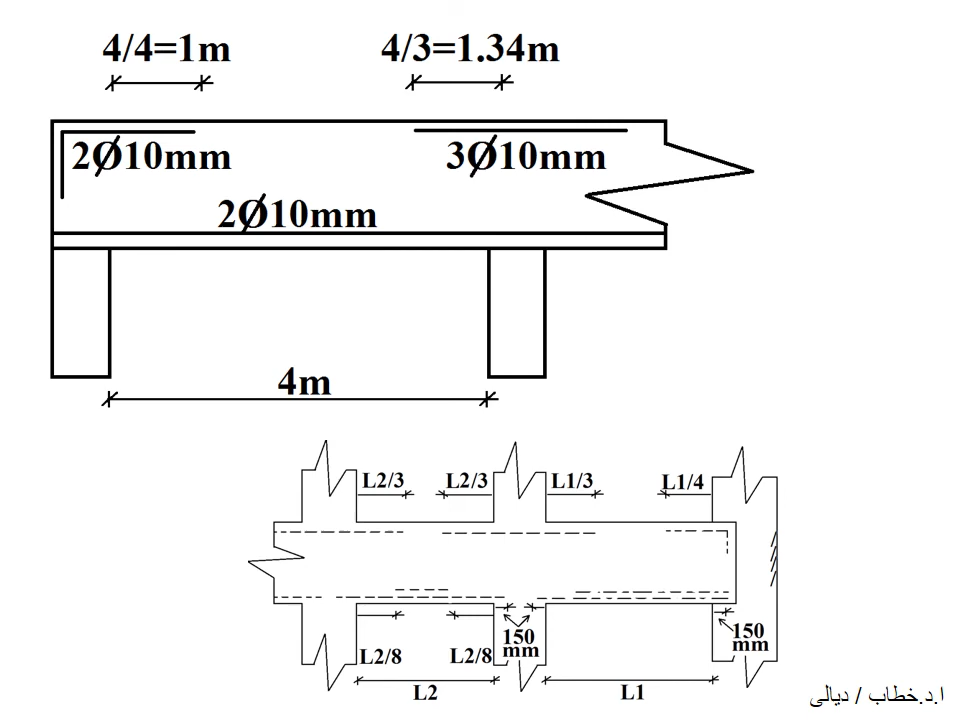 4/4=1m 4/3=1.34m
2Ø10mm 3Ø10mm
2Ø10mm
4m
L2/3 L2/3 L1/3 L1/4
150 mm
150 mm
L2/8 L2/8
L2 L1
ا.د.خطاب / ديالى